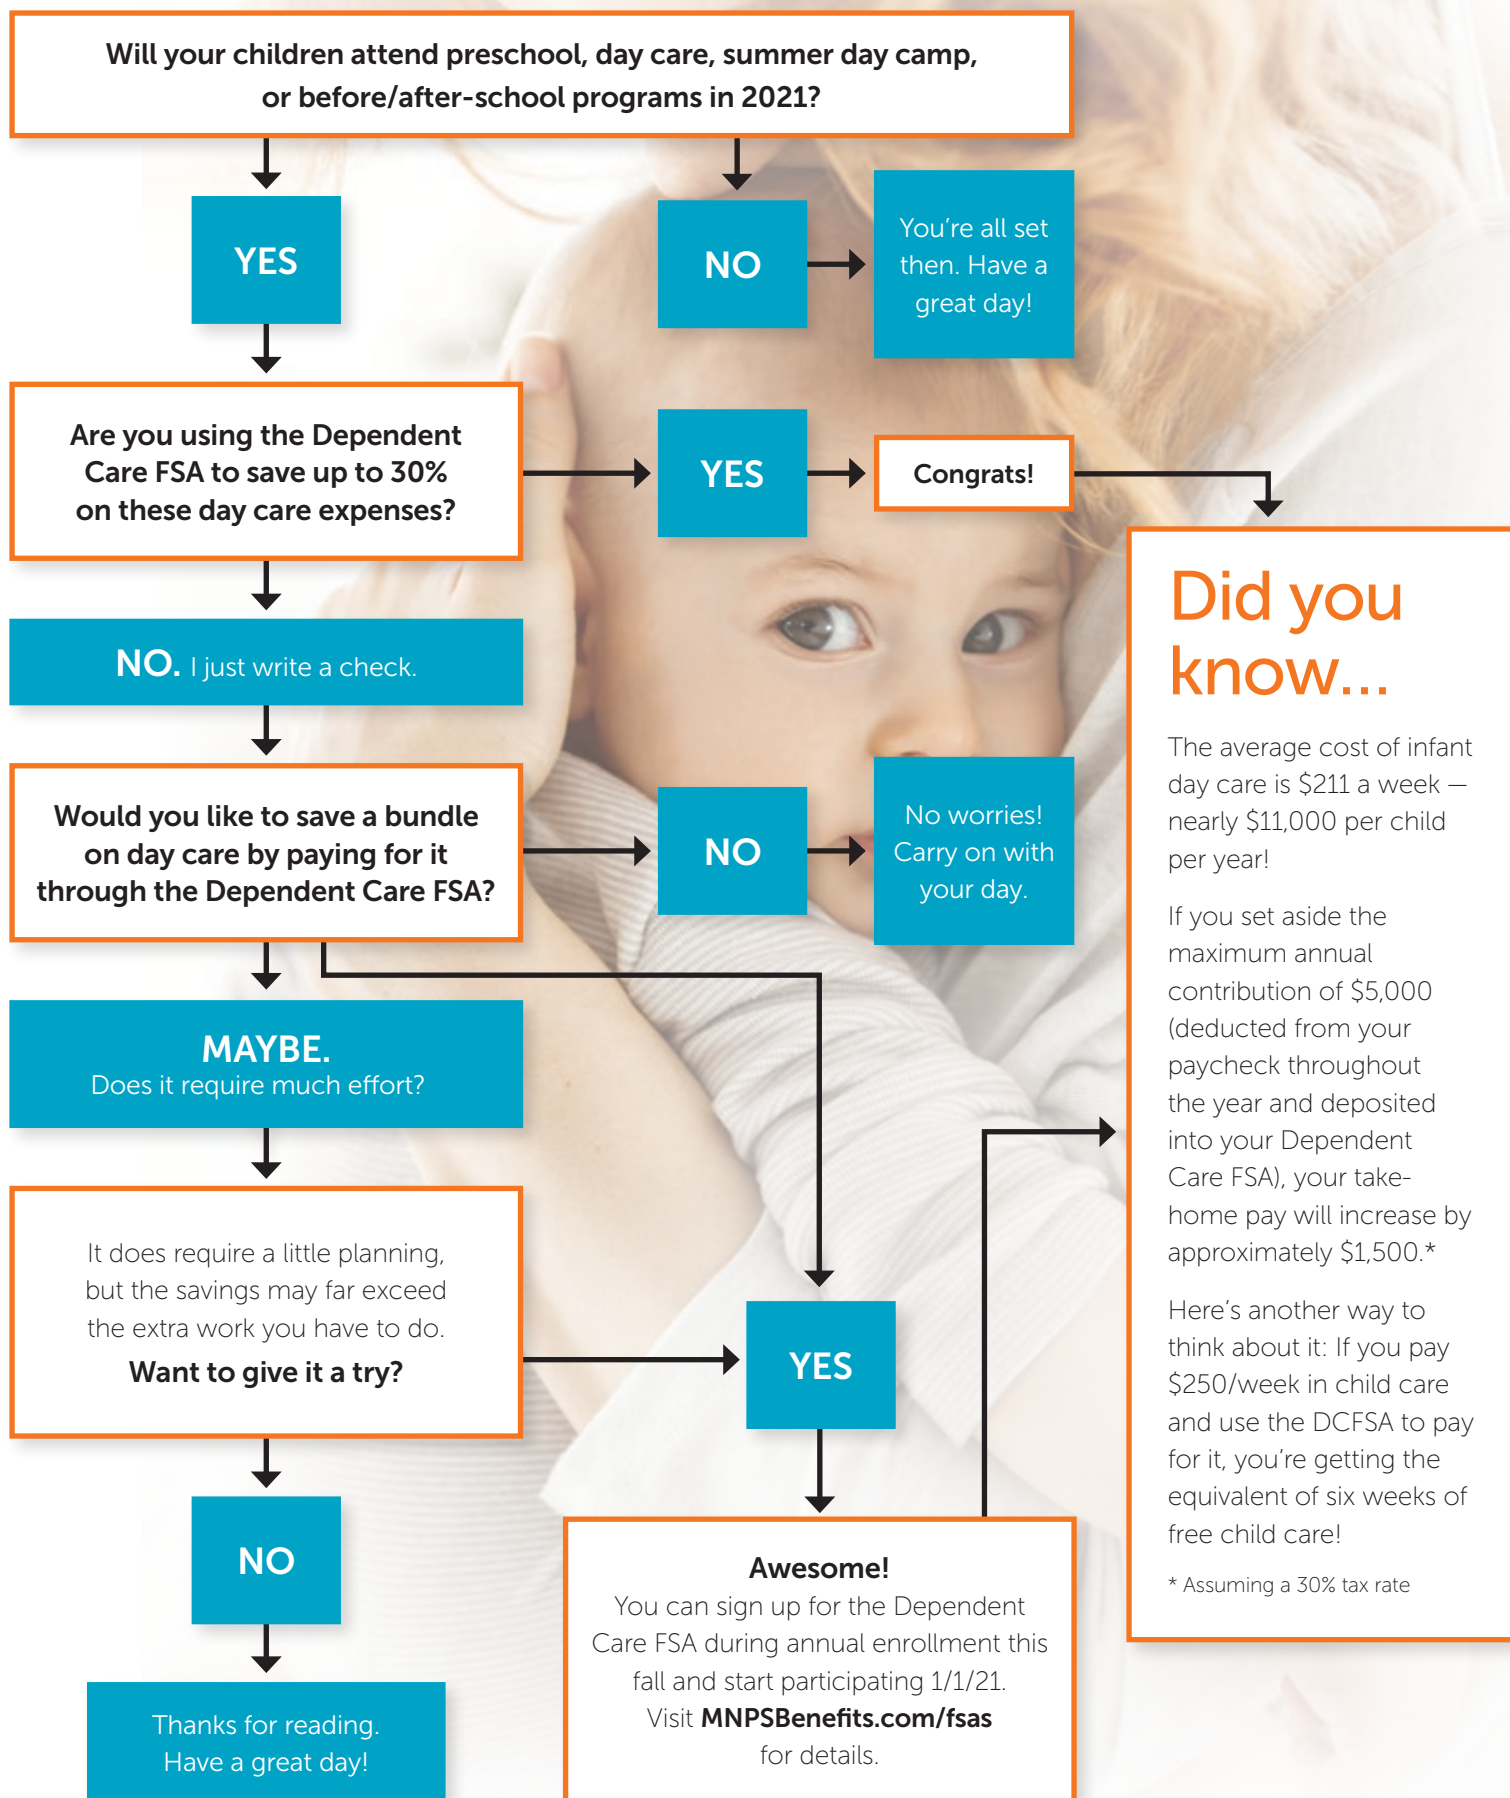 Will your children attend preschool, day care, summer day camp,
or before/after-school programs in 2021?
YES
NO
You’re all set
then. Have a
great day!
Are you using the Dependent
Care FSA to save up to 30%
on these day care expenses?
YES
Congrats!
NO. I just write a check.
Would you like to save a bundle
on day care by paying for it
through the Dependent Care FSA?
NO
No worries!
Carry on with
your day.
MAYBE.
Does it require much effort?
It does require a little planning,
but the savings may far exceed
the extra work you have to do.
Want to give it a try?
YES
NO
Thanks for reading.
Have a great day!
Awesome!
You can sign up for the Dependent
Care FSA during annual enrollment this
fall and start participating 1/1/21.
Visit MNPSBenefits.com/fsas
for details.
Did you
know...
The average cost of infant
day care is $211 a week —
nearly $11,000 per child
per year!
If you set aside the
maximum annual
contribution of $5,000
(deducted from your
paycheck throughout
the year and deposited
into your Dependent
Care FSA), your take-
home pay will increase by
approximately $1,500.*
Here’s another way to
think about it: If you pay
$250/week in child care
and use the DCFSA to pay
for it, you’re getting the
equivalent of six weeks of
free child care!
* Assuming a 30% tax rate